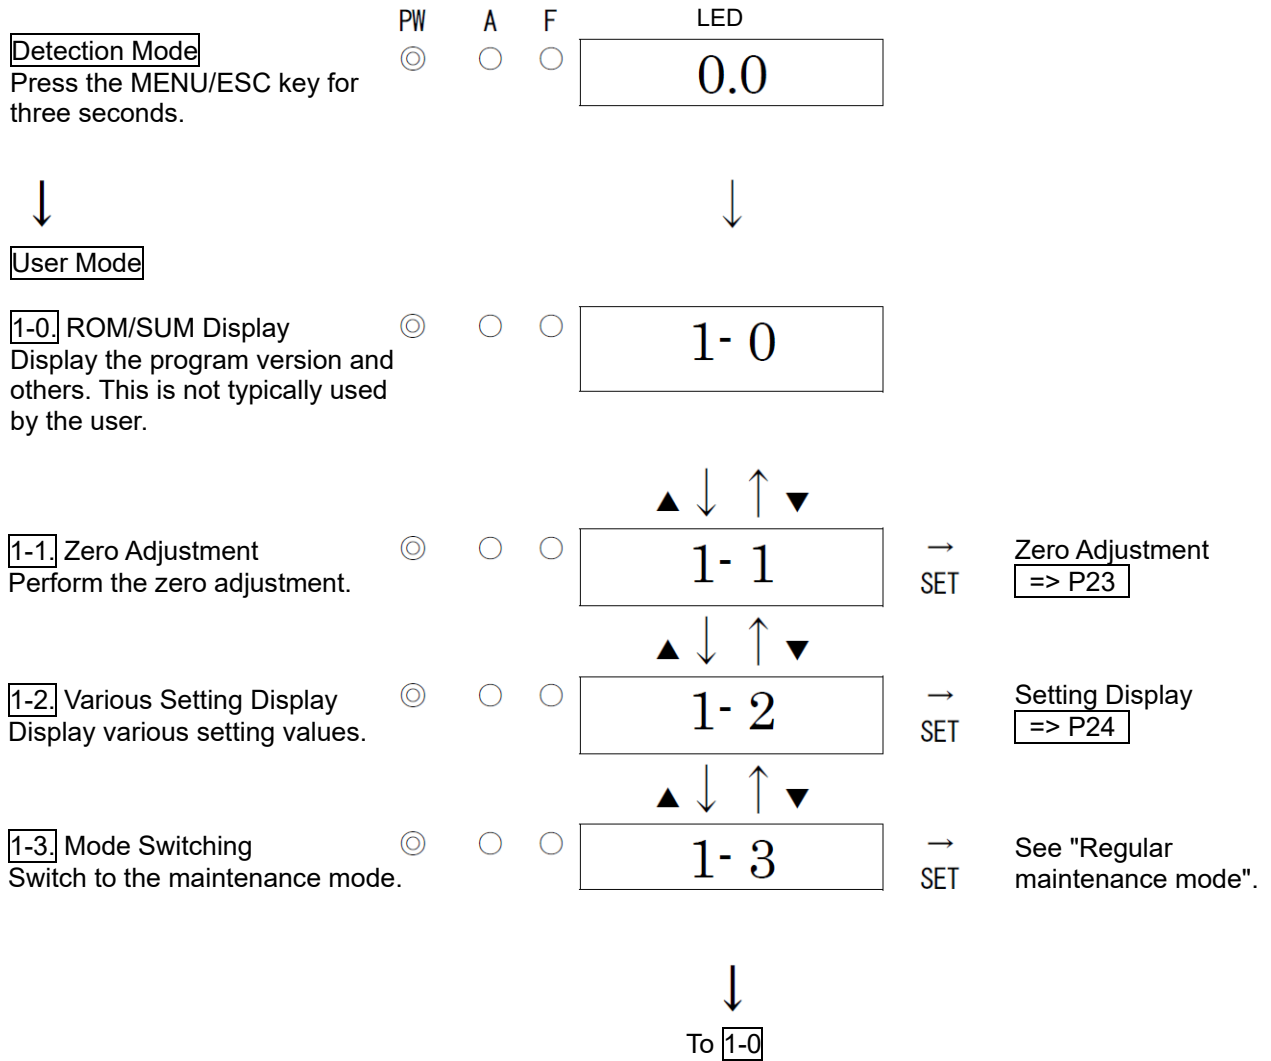 PW A F LED
Detection Mode
Press the MENU/ESC key for
three seconds.
0.0
User Mode
1-0. ROM/SUM Display
Display the program version and
others. This is not typically used
by the user.
1- 0
▲ ↓ ↑ ▼
1-1. Zero Adjustment
Perform the zero adjustment.
1- 1
→
SET
Zero Adjustment
=> P23
▲ ↓ ↑ ▼
1-2. Various Setting Display
Display various setting values.
1- 2
→
SET
Setting Display
=> P24
▲ ↓ ↑ ▼
1-3. Mode Switching
Switch to the maintenance mode.
1- 3
→
SET
See "Regular
maintenance mode".
↓
To 1-0